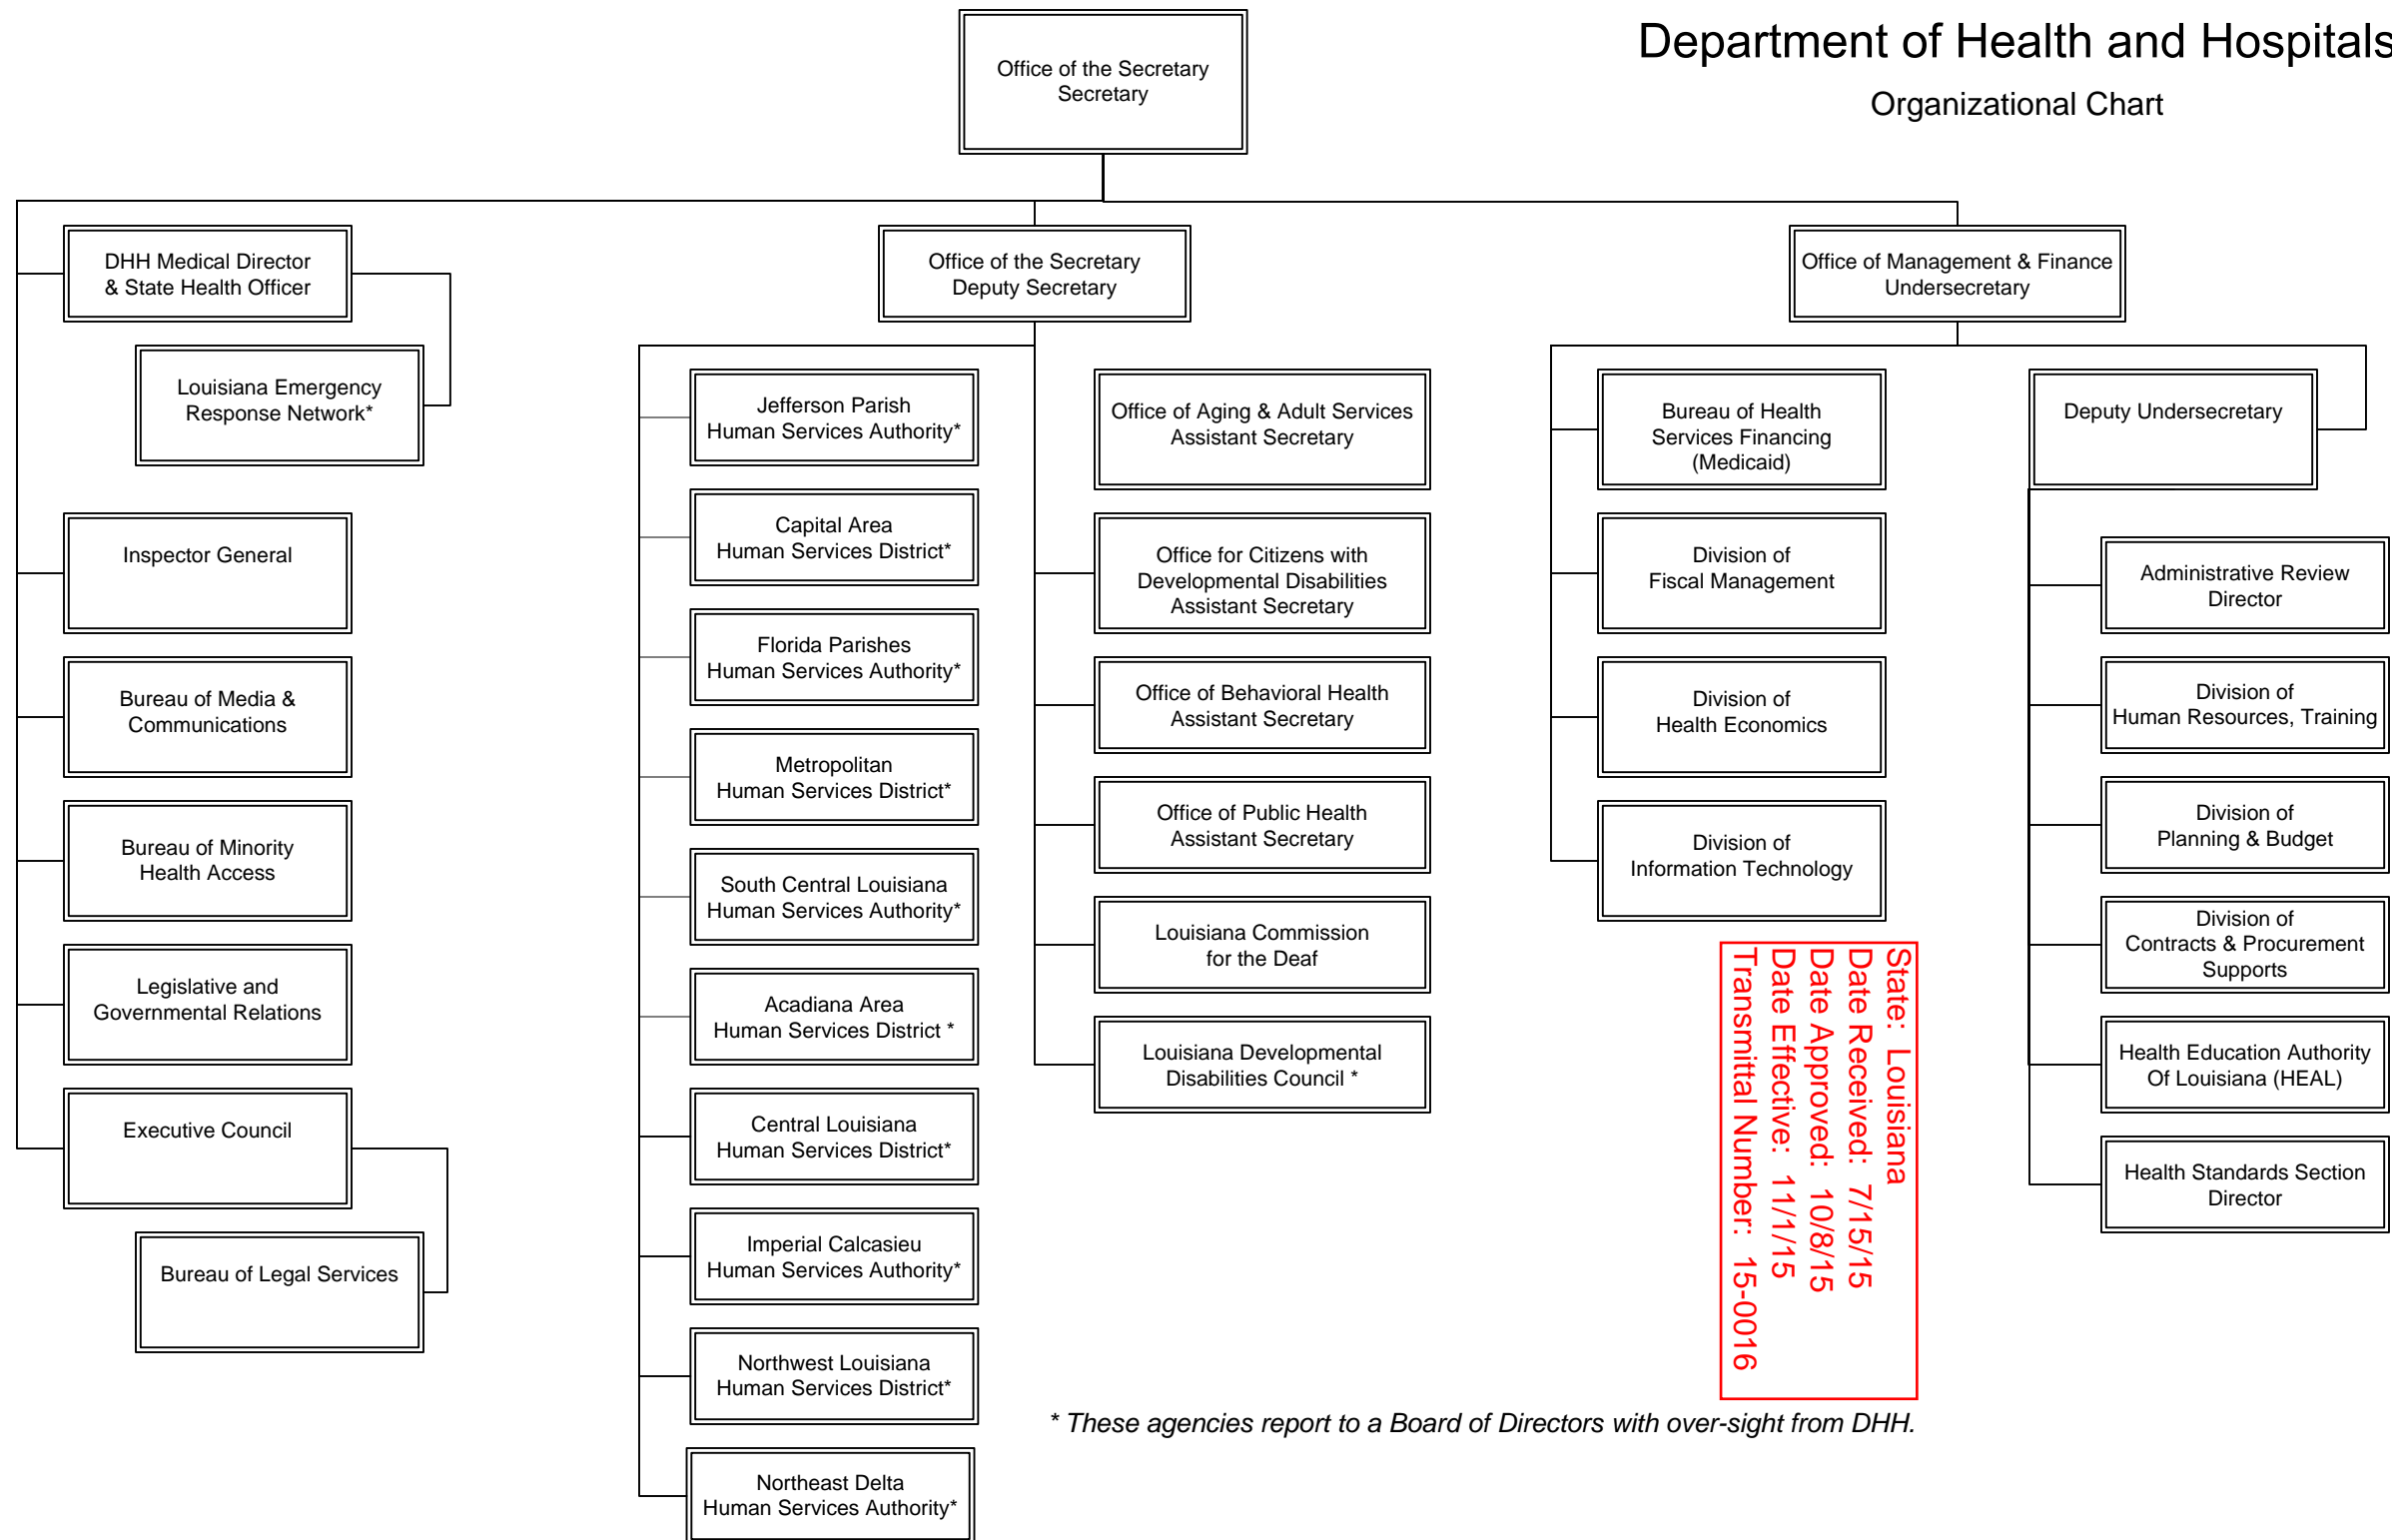 Department of Health and Hospitals
Organizational Chart
Office of the Secretary
Secretary
DHH Medical Director
& State Health Officer
Louisiana Emergency
Response Network*
Inspector General
Bureau of Media &
Communications
Bureau of Minority
Health Access
Legislative and
Governmental Relations
Executive Council
Bureau of Legal Services
Office of the Secretary
Deputy Secretary
Jefferson Parish
Human Services Authority*
Capital Area
Human Services District*
Florida Parishes
Human Services Authority*
Metropolitan
Human Services District*
South Central Louisiana
Human Services Authority*
Acadiana Area
Human Services District *
Central Louisiana
Human Services District*
Imperial Calcasieu
Human Services Authority*
Northwest Louisiana
Human Services District*
Northeast Delta
Human Services Authority*
Office of Aging & Adult Services
Assistant Secretary
Office for Citizens with
Developmental Disabilities
Assistant Secretary
Office of Behavioral Health
Assistant Secretary
Office of Public Health
Assistant Secretary
Louisiana Commission
for the Deaf
Louisiana Developmental
Disabilities Council *
Office of Management & Finance
Undersecretary
Bureau of Health
Services Financing
(Medicaid)
Division of
Fiscal Management
Division of
Health Economics
Division of
Information Technology
Deputy Undersecretary
Administrative Review
Director
Division of
Human Resources, Training
Division of
Planning & Budget
Division of
Contracts & Procurement
Supports
Health Education Authority
Of Louisiana (HEAL)
Health Standards Section
Director
State: Louisiana
Date Received: 7/15/15
Date Approved: 10/8/15
Date Effective: 11/1/15
Transmittal Number: 15-0016
* These agencies report to a Board of Directors with over-sight from DHH.